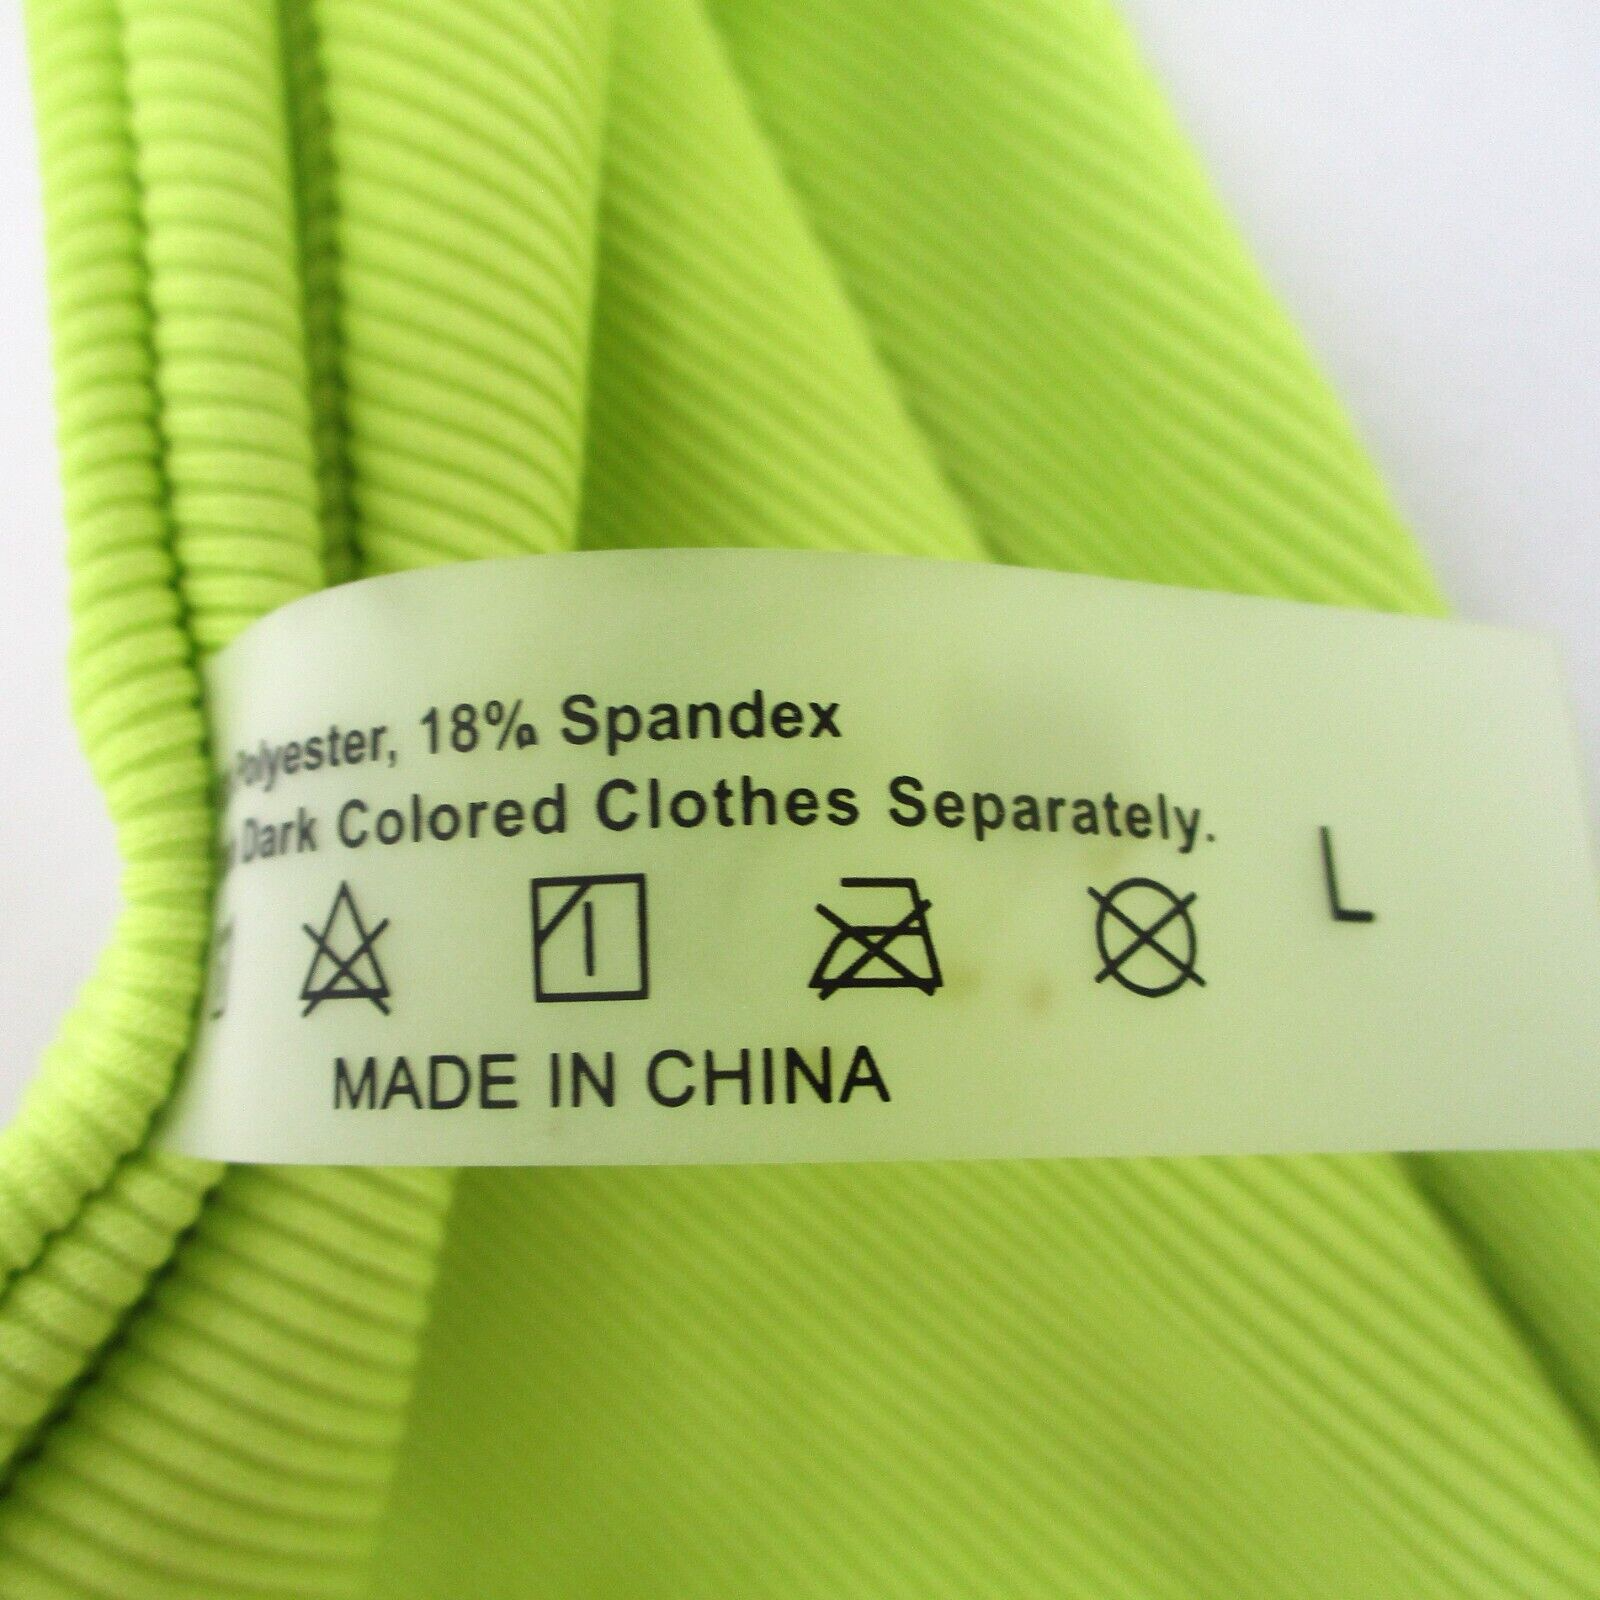 Polyester, 18% Spandex
Dark Colored Clothes Separately.
L
MADE IN CHINA